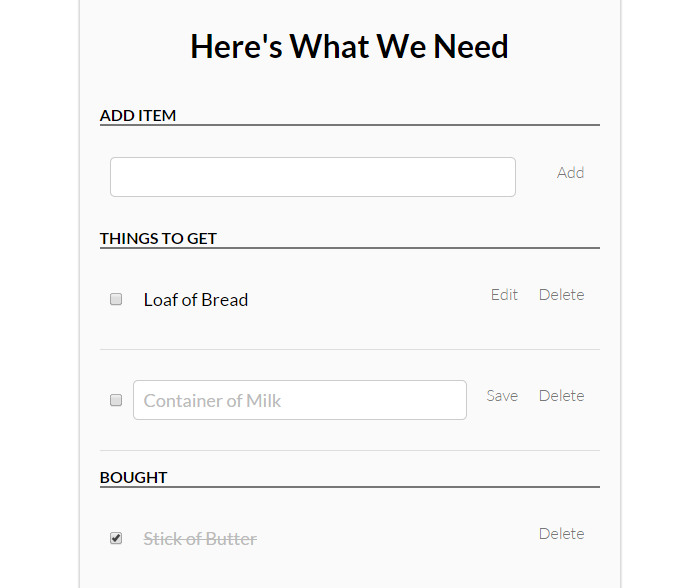 Here's What We Need
ADD ITEM
Add
THINGS TO GET
Loaf of Bread Edit Delete
Container of Milk Save Delete
BOUGHT
Stick of Butter Delete